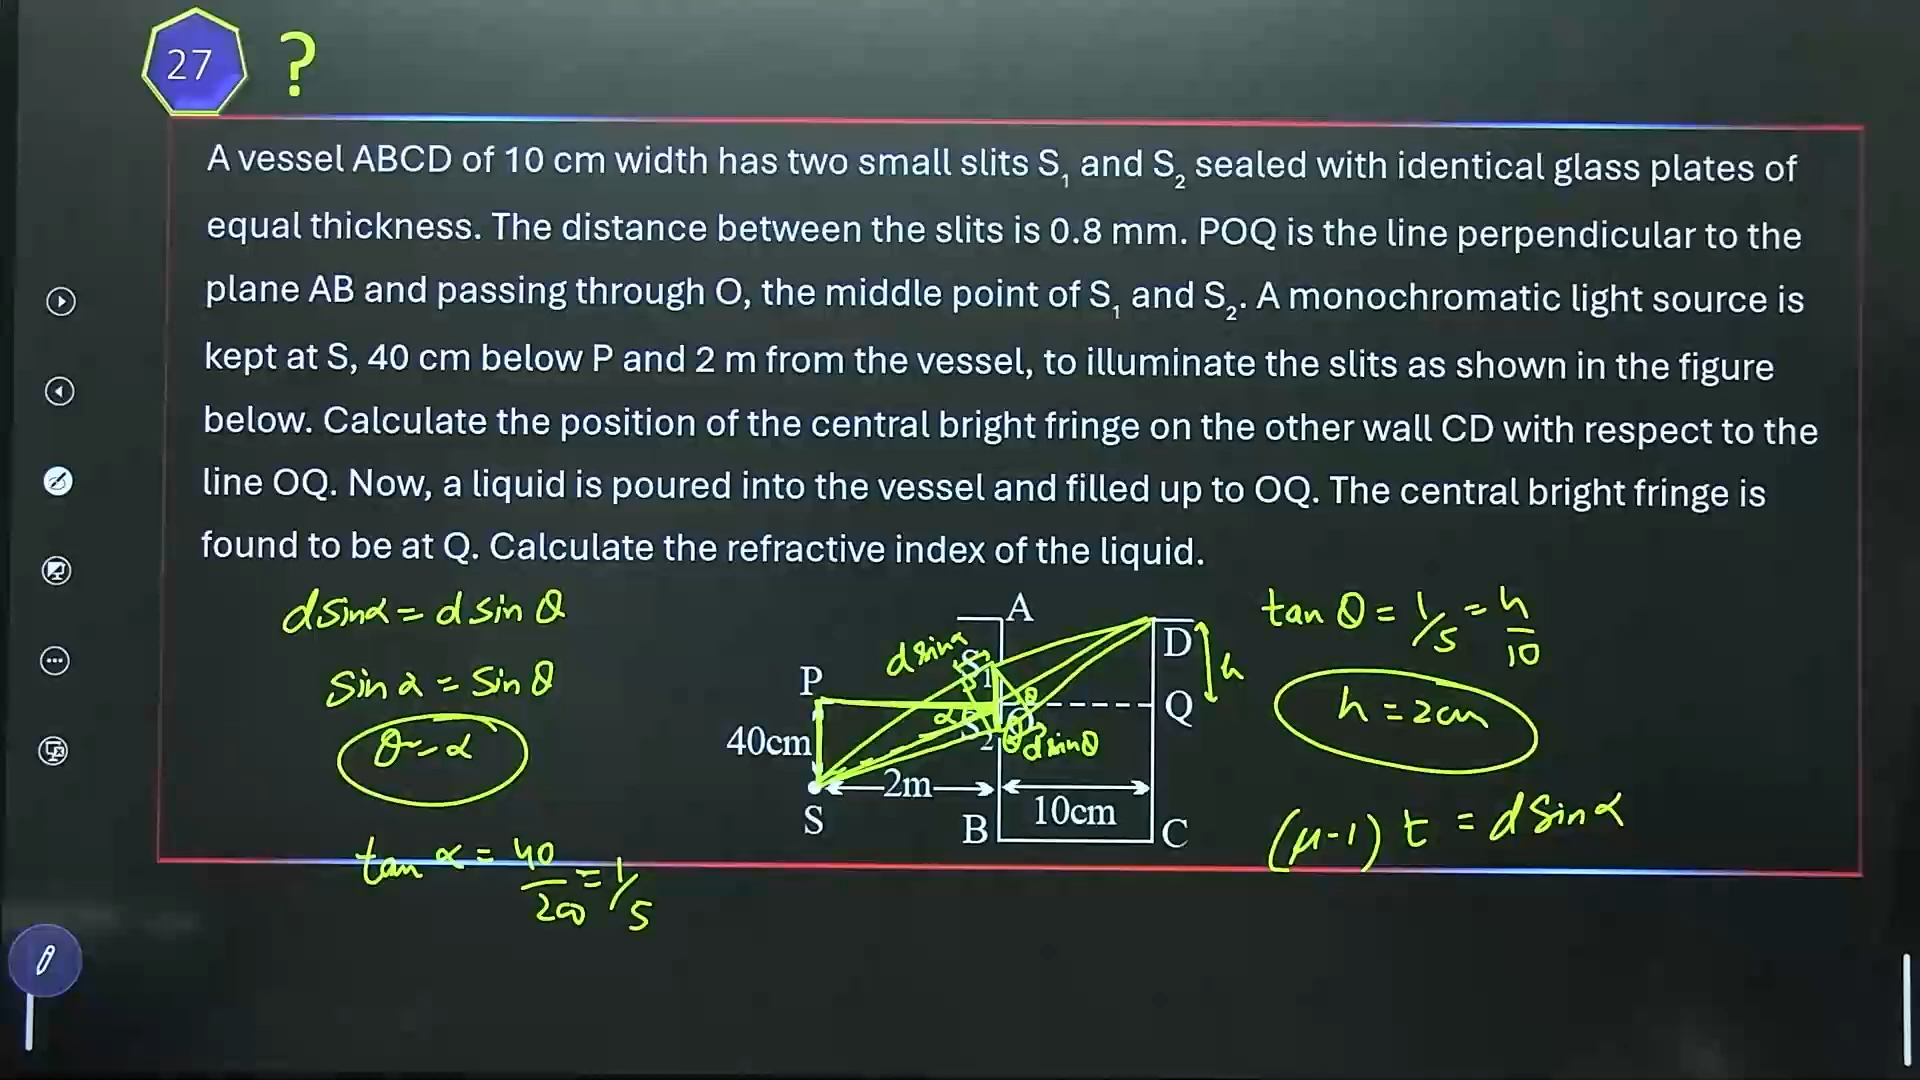 27 ?
A vessel ABCD of 10 cm width has two small slits S₁ and S₂ sealed with identical glass plates of
equal thickness. The distance between the slits is 0.8 mm. POQ is the line perpendicular to the
plane AB and passing through O, the middle point of S₁ and S₂. A monochromatic light source is
kept at S, 40 cm below P and 2 m from the vessel, to illuminate the slits as shown in the figure
below. Calculate the position of the central bright fringe on the other wall CD with respect to the
line OQ. Now, a liquid is poured into the vessel and filled up to OQ. The central bright fringe is
found to be at Q. Calculate the refractive index of the liquid.
d sin α = d sin θ
sin α = sin θ
θ = α
tan α = 40/200 = 1/5
A
D
d sin α
S₁
h
P
θ
Q
α
S₂
O
40cm
θ
d sin θ
2m
S
10cm
B
C
tan θ = 1/5 = h/10
h = 2cm
(μ-1) t = d sin α